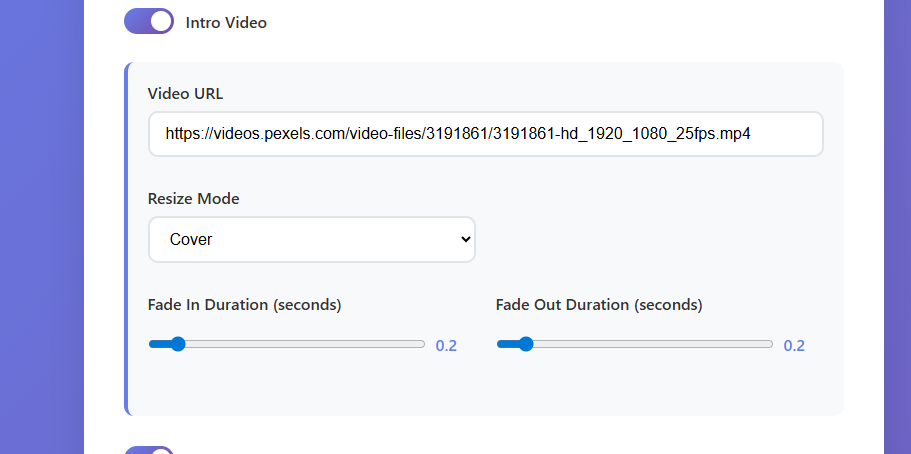 Intro Video
Video URL
https://videos.pexels.com/video-files/3191861/3191861-hd_1920_1080_25fps.mp4
Resize Mode
Cover
Fade In Duration (seconds)
Fade Out Duration (seconds)
0.2
0.2